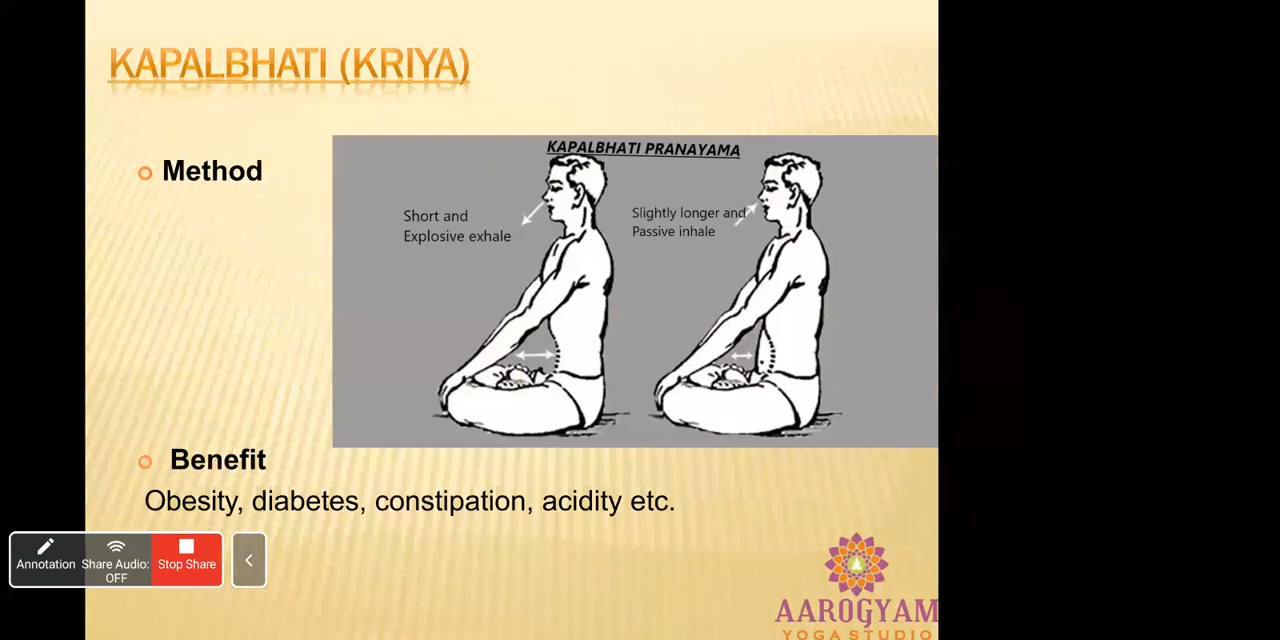 KAPALBHATI (KRIYA)
Method
KAPALBHATI PRANAYAMA
Short and
Explosive exhale
Slightly longer and
Passive inhale
Benefit
Obesity, diabetes, constipation, acidity etc.
Annotation
Share Audio:
OFF
Stop Share
AAROGYAM
YOGA STUDIO